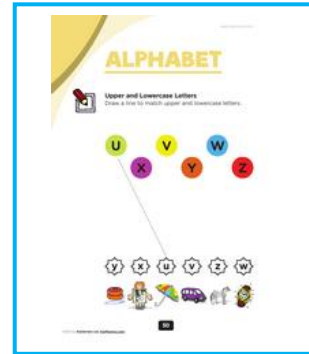 ALPHABET
Upper and Lowercase Letters
Draw a line to match upper and lowercase letters.
U V W
X Y Z
y x u v z w
90